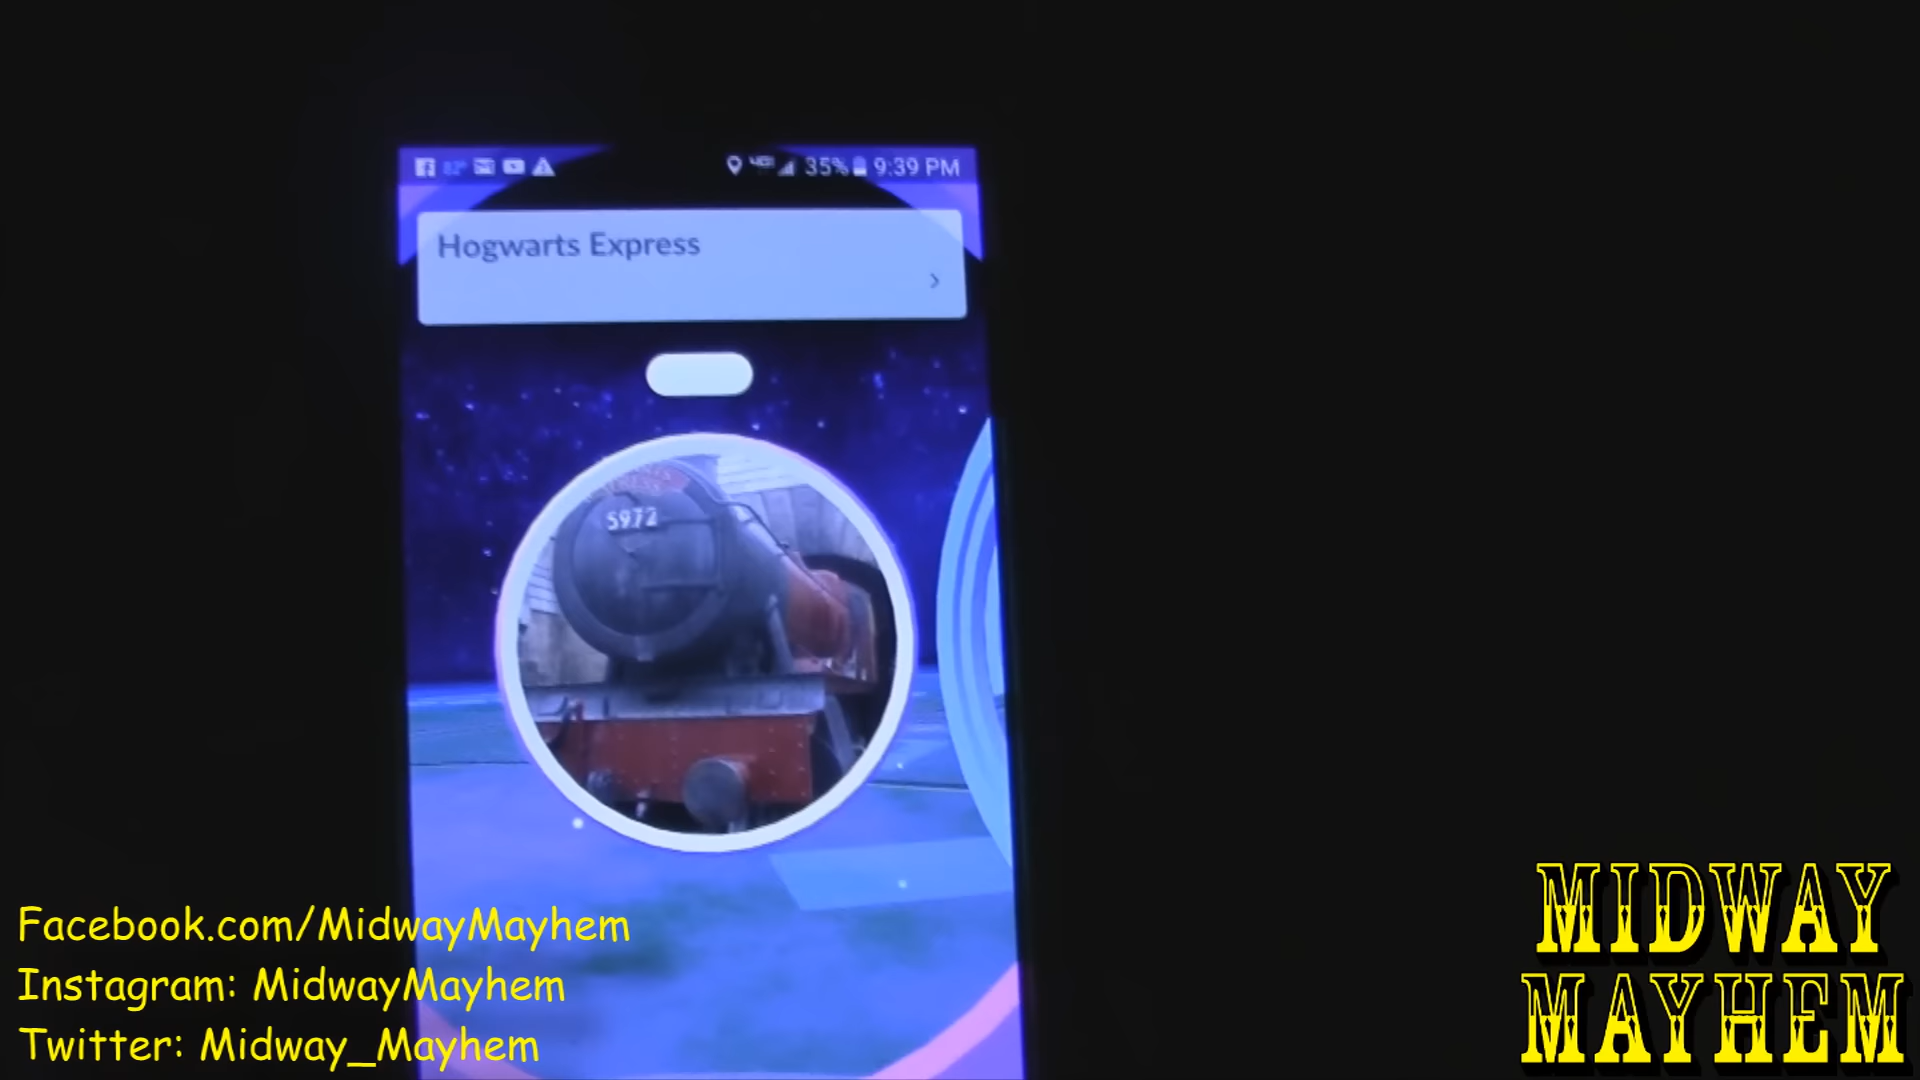 35% 9:39 PM
Hogwarts Express
5972
Facebook.com/MidwayMayhem
Instagram: MidwayMayhem
Twitter: Midway_Mayhem
MIDWAY
MAYHEM